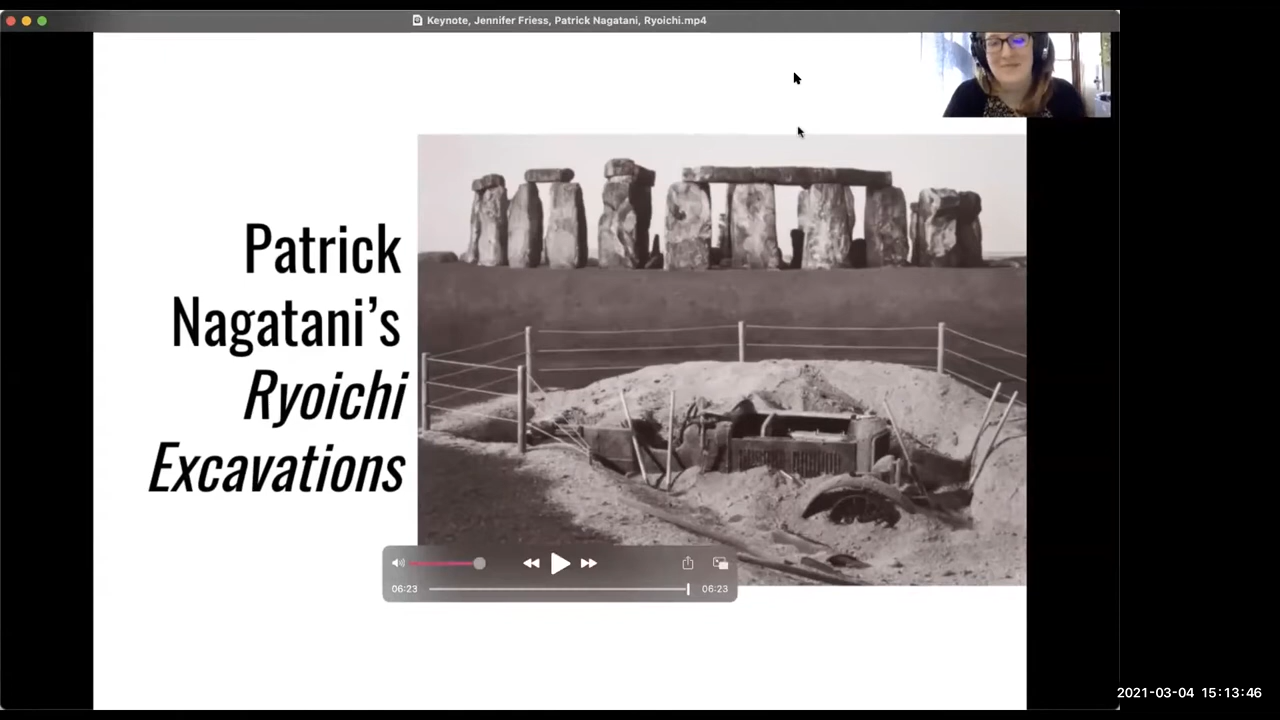 Keynote, Jennifer Friess, Patrick Nagatani, Ryoichi.mp4
Patrick
Nagatani’s
Ryoichi
Excavations
06:23
06:23
2021-03-04 15:13:46